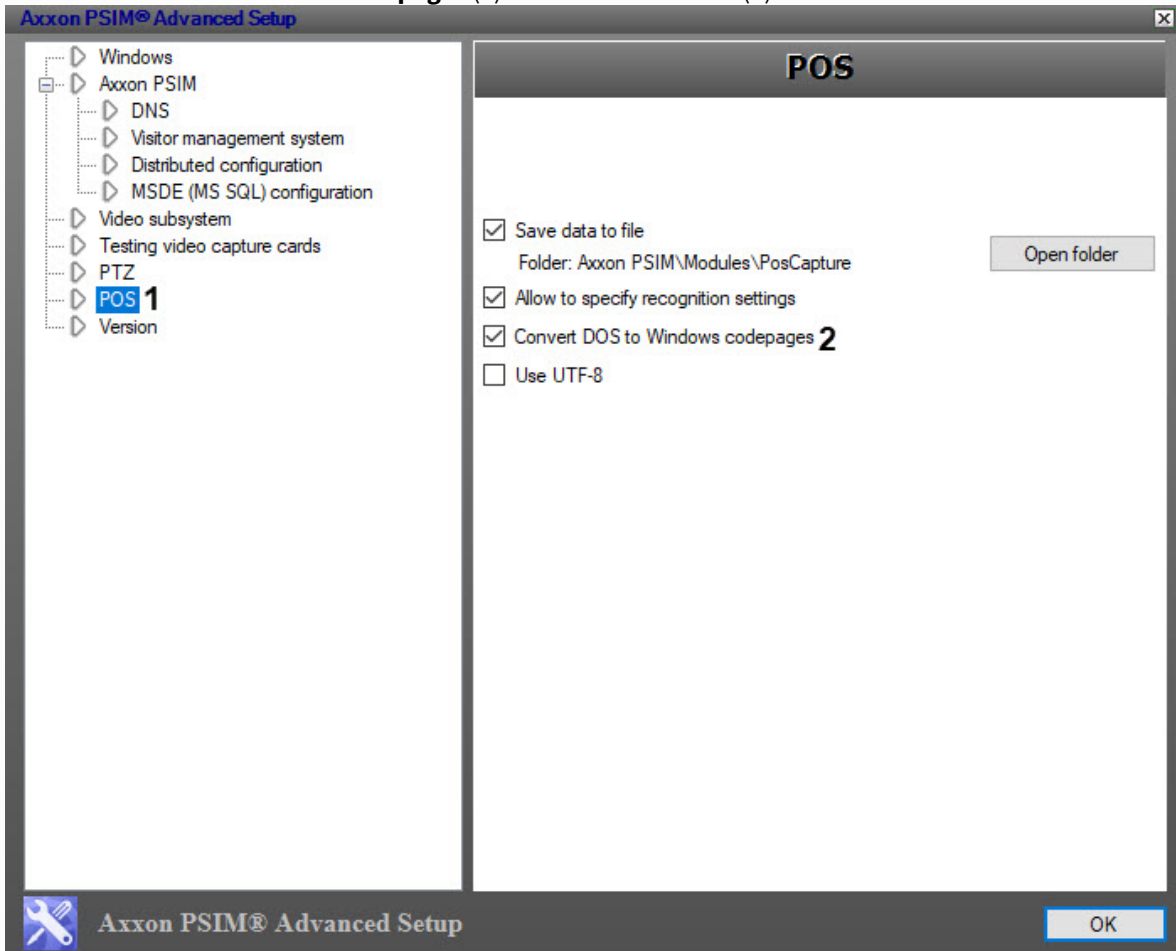 Axxon PSIM® Advanced Setup
Windows
Axxon PSIM
DNS
Visitor management system
Distributed configuration
MSDE (MS SQL) configuration
Video subsystem
Testing video capture cards
PTZ
POS 1
Version
POS
Save data to file
Folder: Axxon PSIM\Modules\PosCapture
Open folder
Allow to specify recognition settings
Convert DOS to Windows codepages 2
Use UTF-8
Axxon PSIM® Advanced Setup
OK